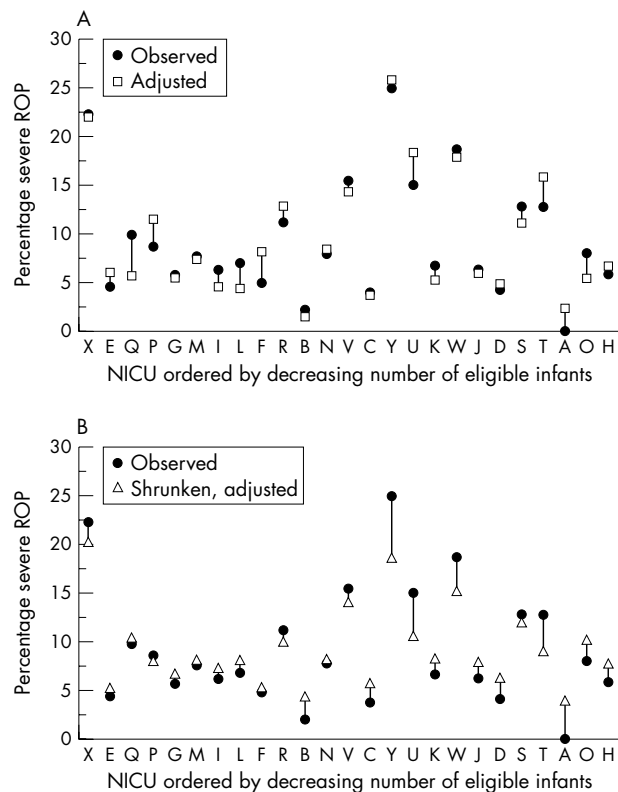 A
Observed
Adjusted
30
25
20
15
10
5
0
Percentage severe ROP
X E Q P G M I L F R B N V C Y U K W J D S T A O H
NICU ordered by decreasing number of eligible infants
B
Observed
Shrunken, adjusted
30
25
20
15
10
5
0
Percentage severe ROP
X E Q P G M I L F R B N V C Y U K W J D S T A O H
NICU ordered by decreasing number of eligible infants